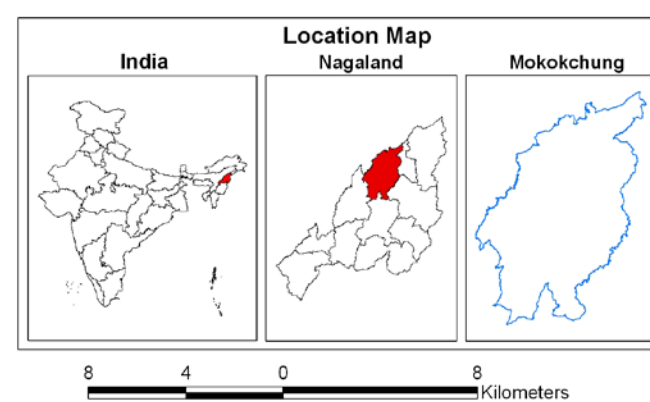 Location Map
India
Nagaland
Mokokchung
8 4 0 8
Kilometers